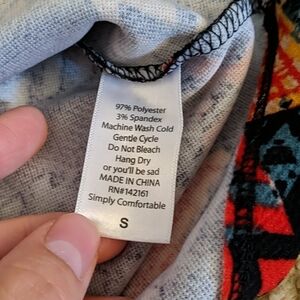 97% Polyester
3% Spandex
Machine Wash Cold
Gentle Cycle
Do Not Bleach
Hang Dry
or you'll be sad
MADE IN CHINA
RN#142161
Simply Comfortable
S